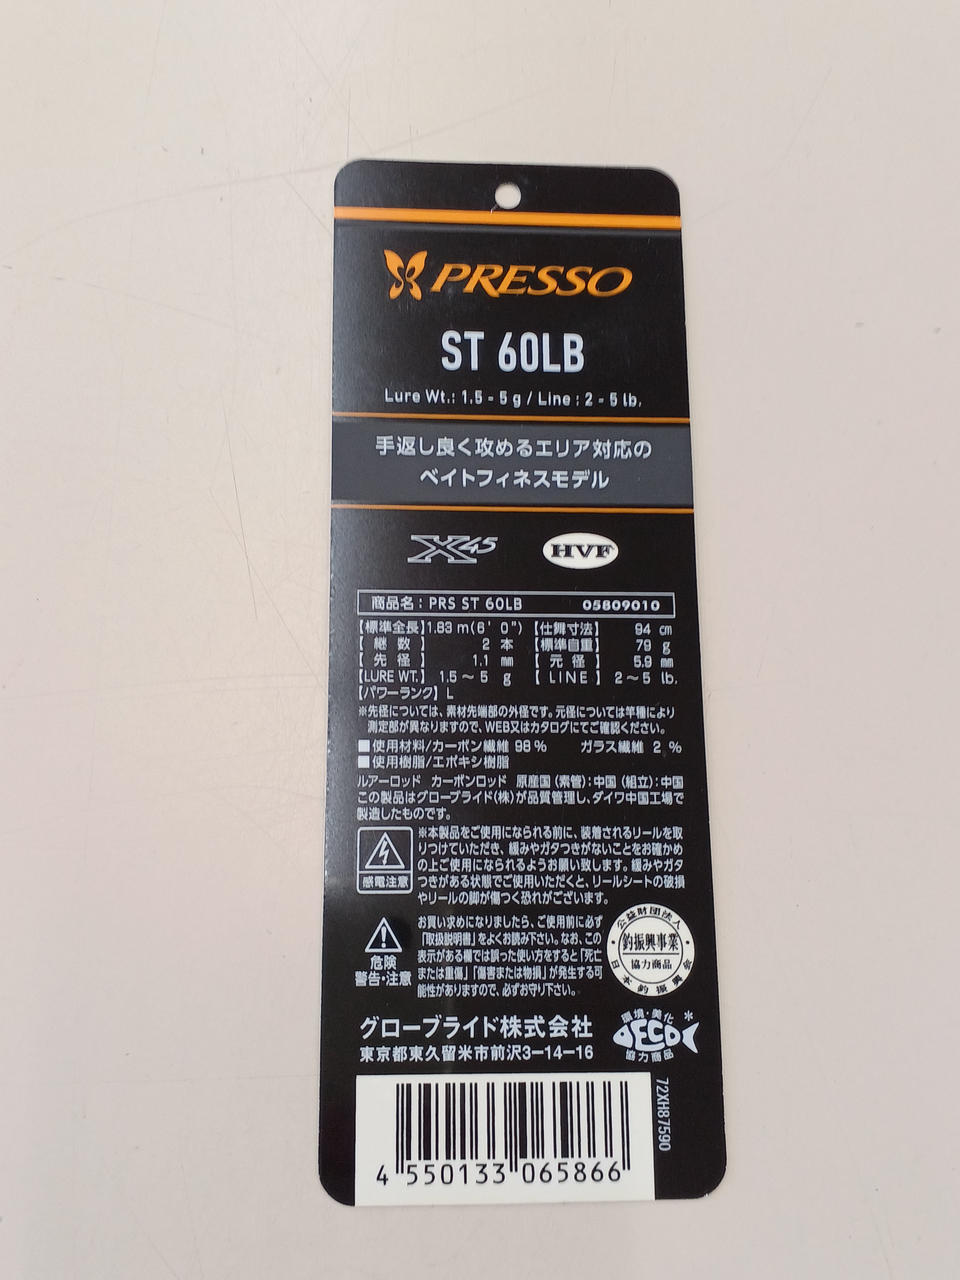 PRESSO
ST 60LB
Lure Wt.: 1.5 - 5 g / Line : 2 - 5 lb.
手返し良く攻めるエリア対応の
ベイトフィネスモデル
X45
HVF
商品名：PRS ST 60LB 05809010
【標準全長】1.83 m(6' 0") 【仕舞寸法】 94 cm
【 継 数 】 2 本 【標準自重】 79 g
【 先 径 】 1.1 mm 【 元 径 】 5.9 mm
【LURE WT.】 1.5～5 g 【 LINE 】 2～5 lb.
【パワーランク】 L
※先径については、素材先端部の外径です。元径については竿種により
測定部が異なりますので、WEB又はカタログにてご確認ください。
■使用材料/カーボン繊維 98 % ガラス繊維 2 %
■使用樹脂/エポキシ樹脂
ルアーロッド カーボンロッド 原産国 (素管)：中国 (組立)：中国
この製品はグローブライド(株)が品質管理し、ダイワ中国工場で
製造したものです。
感電注意
※本製品をご使用になられる前に、装着されるリールを取
りつけていただき、緩みやガタつきがないことをお確かめ
の上ご使用になられるようお願い致します。緩みやガタ
つきがある状態でご使用いただくと、リールシートの破損
やリールの脚が傷つく恐れがございます。
危険
警告・注意
お買い求めになりましたら、ご使用前に必ず
「取扱説明書」をよくお読み下さい。なお、この
表示がある欄では誤った使い方をすると「死亡
または重傷」「傷害または物損」が発生する可
能性がありますので、必ずお守り下さい。
公益財団法人
釣振興事業
協力商品
日本釣振興会
グローブライド株式会社
東京都東久留米市前沢3-14-16
環境・美化
DECO
協力商品
72XH87590
4 550133 065866